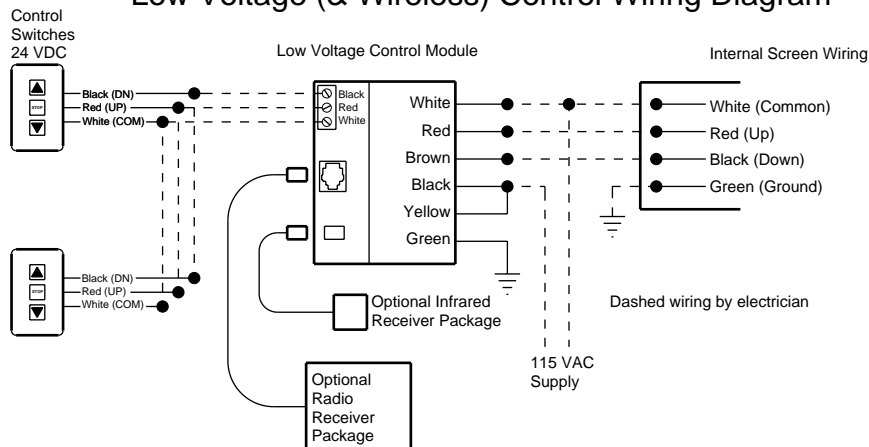 Low Voltage (& Wireless) Control Wiring Diagram
Control
Switches
24 VDC
Low Voltage Control Module
Internal Screen Wiring
STOP
Black (DN)
Red (UP)
White (COM)
Black
Red
White
White
Red
Brown
Black
Yellow
Green
White (Common)
Red (Up)
Black (Down)
Green (Ground)
STOP
Black (DN)
Red (UP)
White (COM)
Optional Infrared
Receiver Package
Dashed wiring by electrician
115 VAC
Supply
Optional
Radio
Receiver
Package